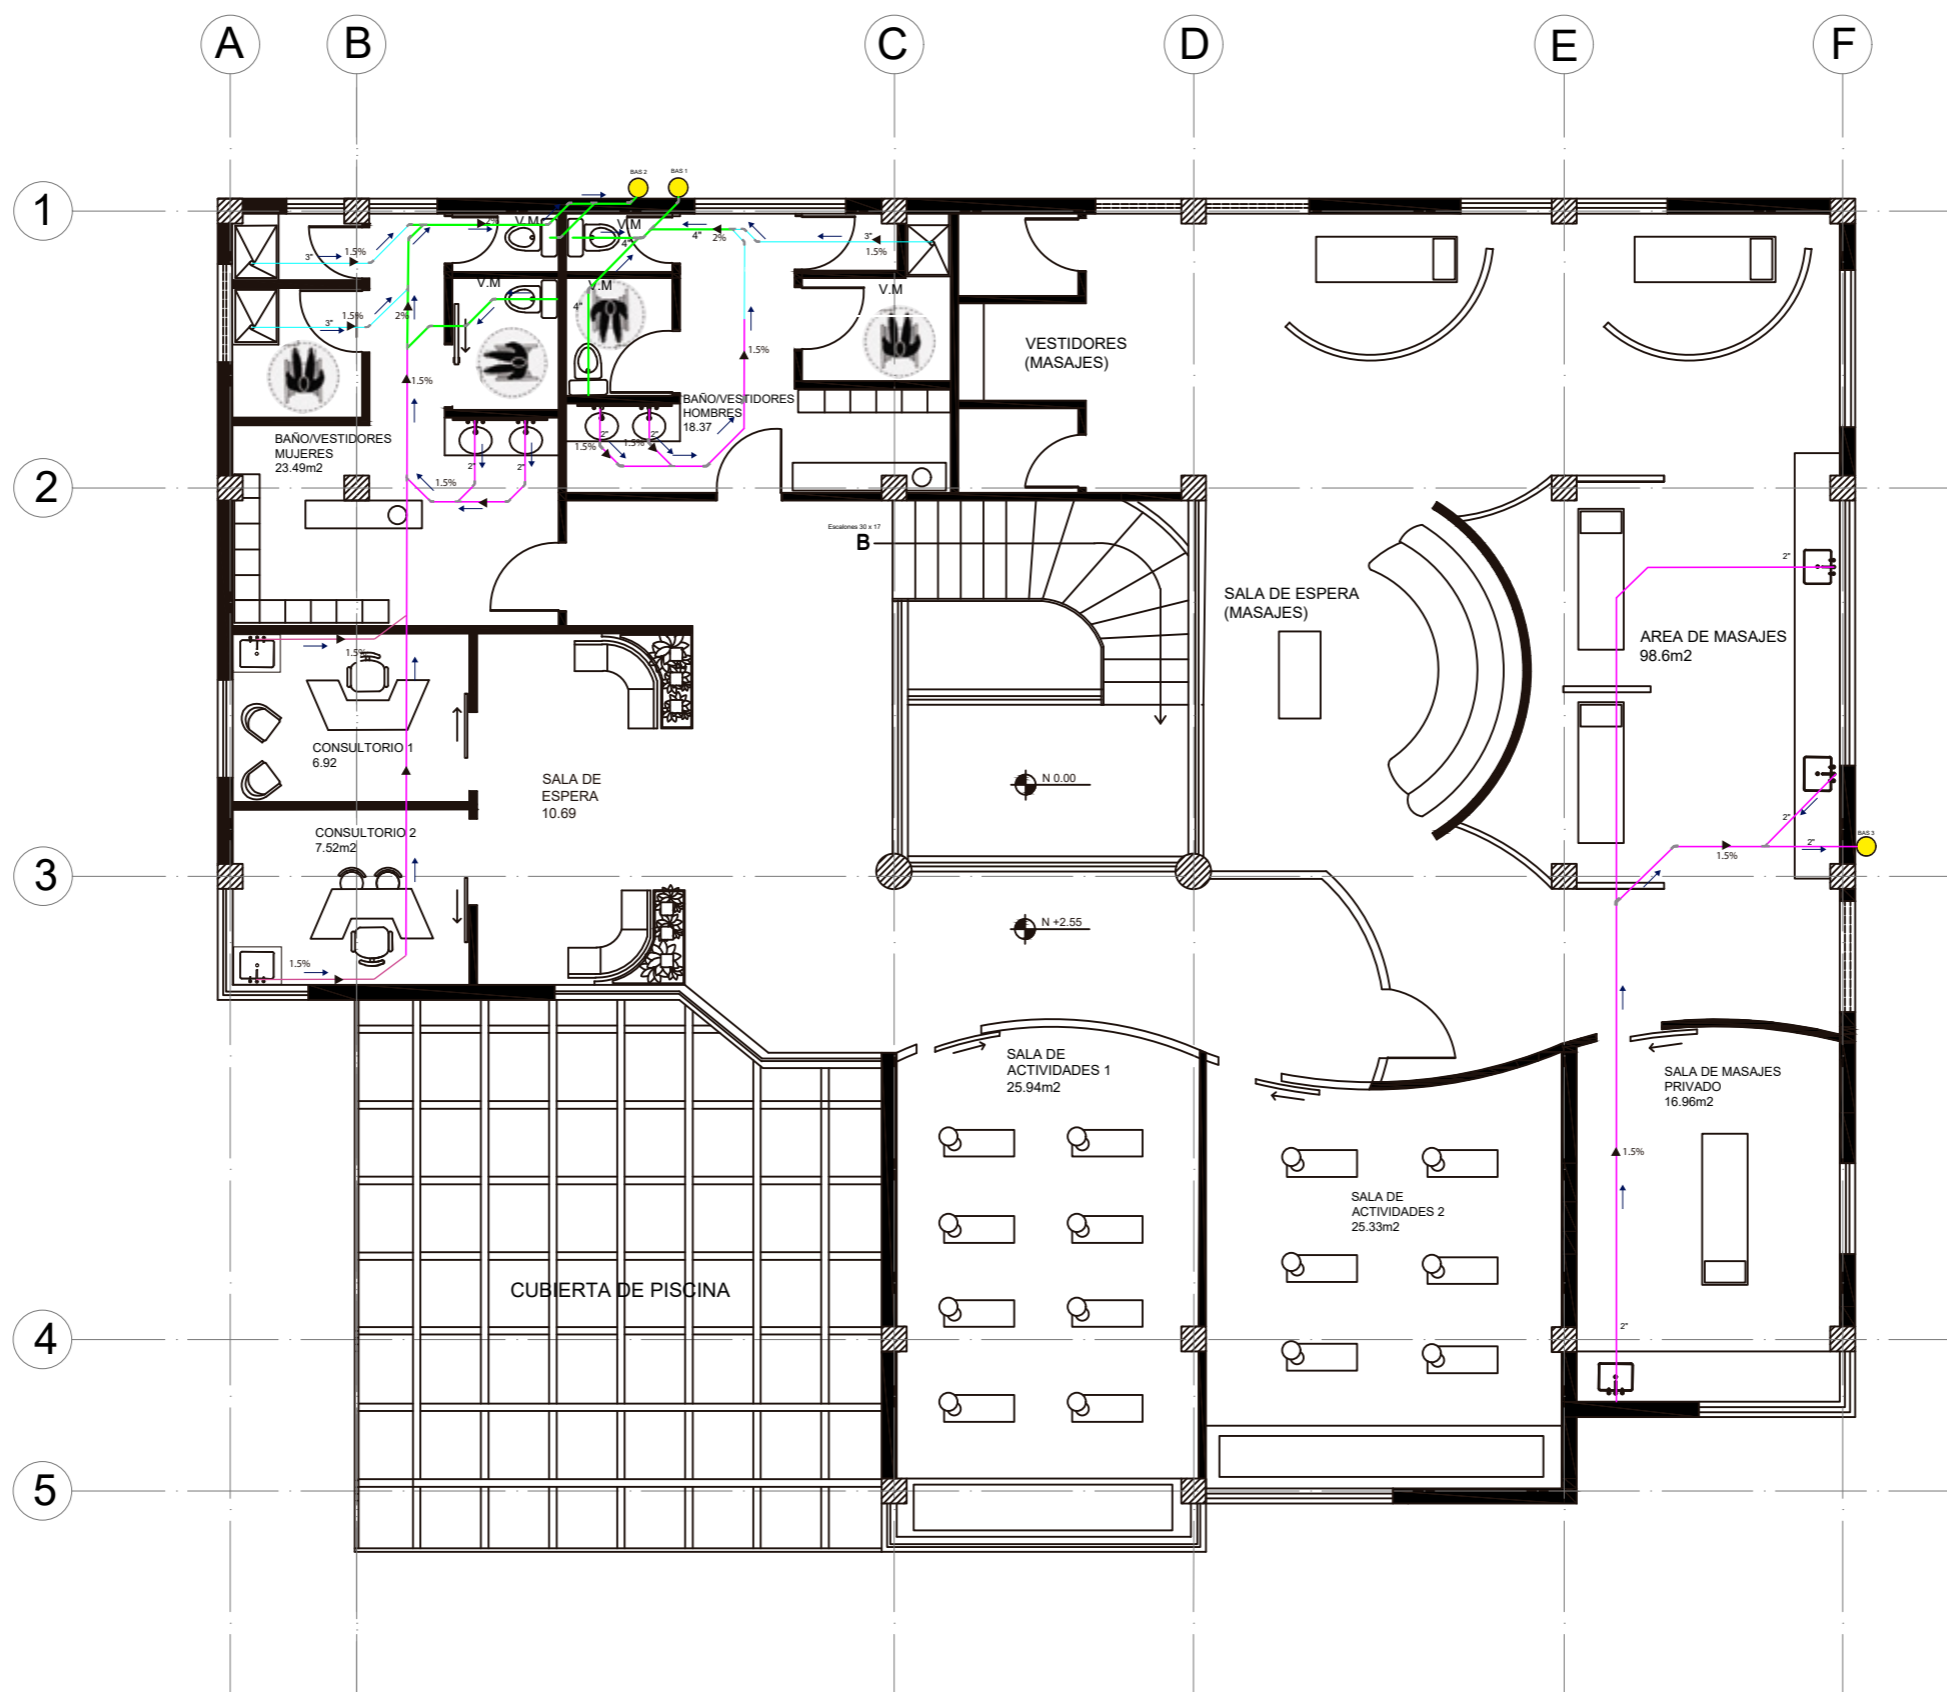 A B C D E F
BAS 2 BAS 1
1
V.M V.M
2%
1.5% 3"
4" 4" 2%
3" 1.5%
V.M V.M V.M
4"
3" 1.5% 2%
1.5%
1.5%
VESTIDORES
(MASAJES)
BAÑO/VESTIDORES
HOMBRES
18.37
BAÑO/VESTIDORES
MUJERES
23.49m2
2" 2"
1.5% 1.5%
2" 2"
1.5%
2
Escalones 30 x 17
B
2"
SALA DE ESPERA
(MASAJES)
AREA DE MASAJES
98.6m2
1.5%
CONSULTORIO 1
6.92
SALA DE
ESPERA
10.69
N 0.00
CONSULTORIO 2
7.52m2
2"
BAS 3
2"
1.5%
3
N +2.55
1.5%
SALA DE
ACTIVIDADES 1
25.94m2
SALA DE MASAJES
PRIVADO
16.96m2
1.5%
SALA DE
ACTIVIDADES 2
25.33m2
CUBIERTA DE PISCINA
2"
4
5